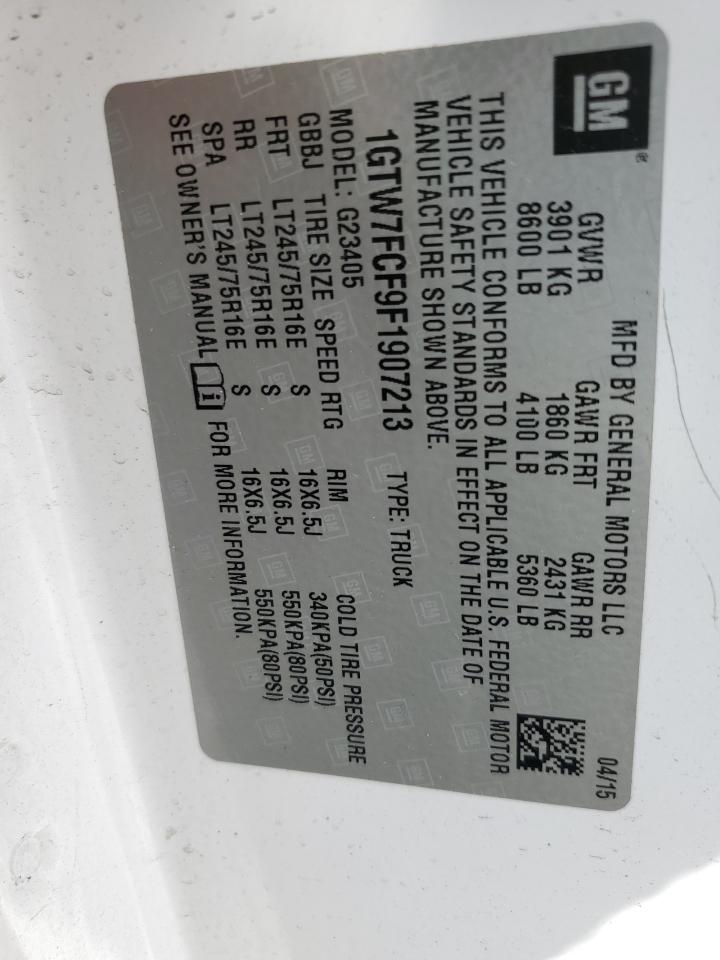 GM
MFD BY GENERAL MOTORS LLC 04/15
GVWR GAWR FRT GAWR RR
3901 KG 1860 KG 2431 KG
8600 LB 4100 LB 5360 LB
THIS VEHICLE CONFORMS TO ALL APPLICABLE U.S. FEDERAL MOTOR
VEHICLE SAFETY STANDARDS IN EFFECT ON THE DATE OF
MANUFACTURE SHOWN ABOVE.
1GTW7FCF9F1907213 TYPE: TRUCK
MODEL: G23405
GBBJ TIRE SIZE SPEED RTG RIM COLD TIRE PRESSURE
FRT LT245/75R16E S 16X6.5J 340KPA(50PSI)
RR LT245/75R16E S 16X6.5J 550KPA(80PSI)
SPA LT245/75R16E S 16X6.5J 550KPA(80PSI)
SEE OWNER'S MANUAL FOR MORE INFORMATION.